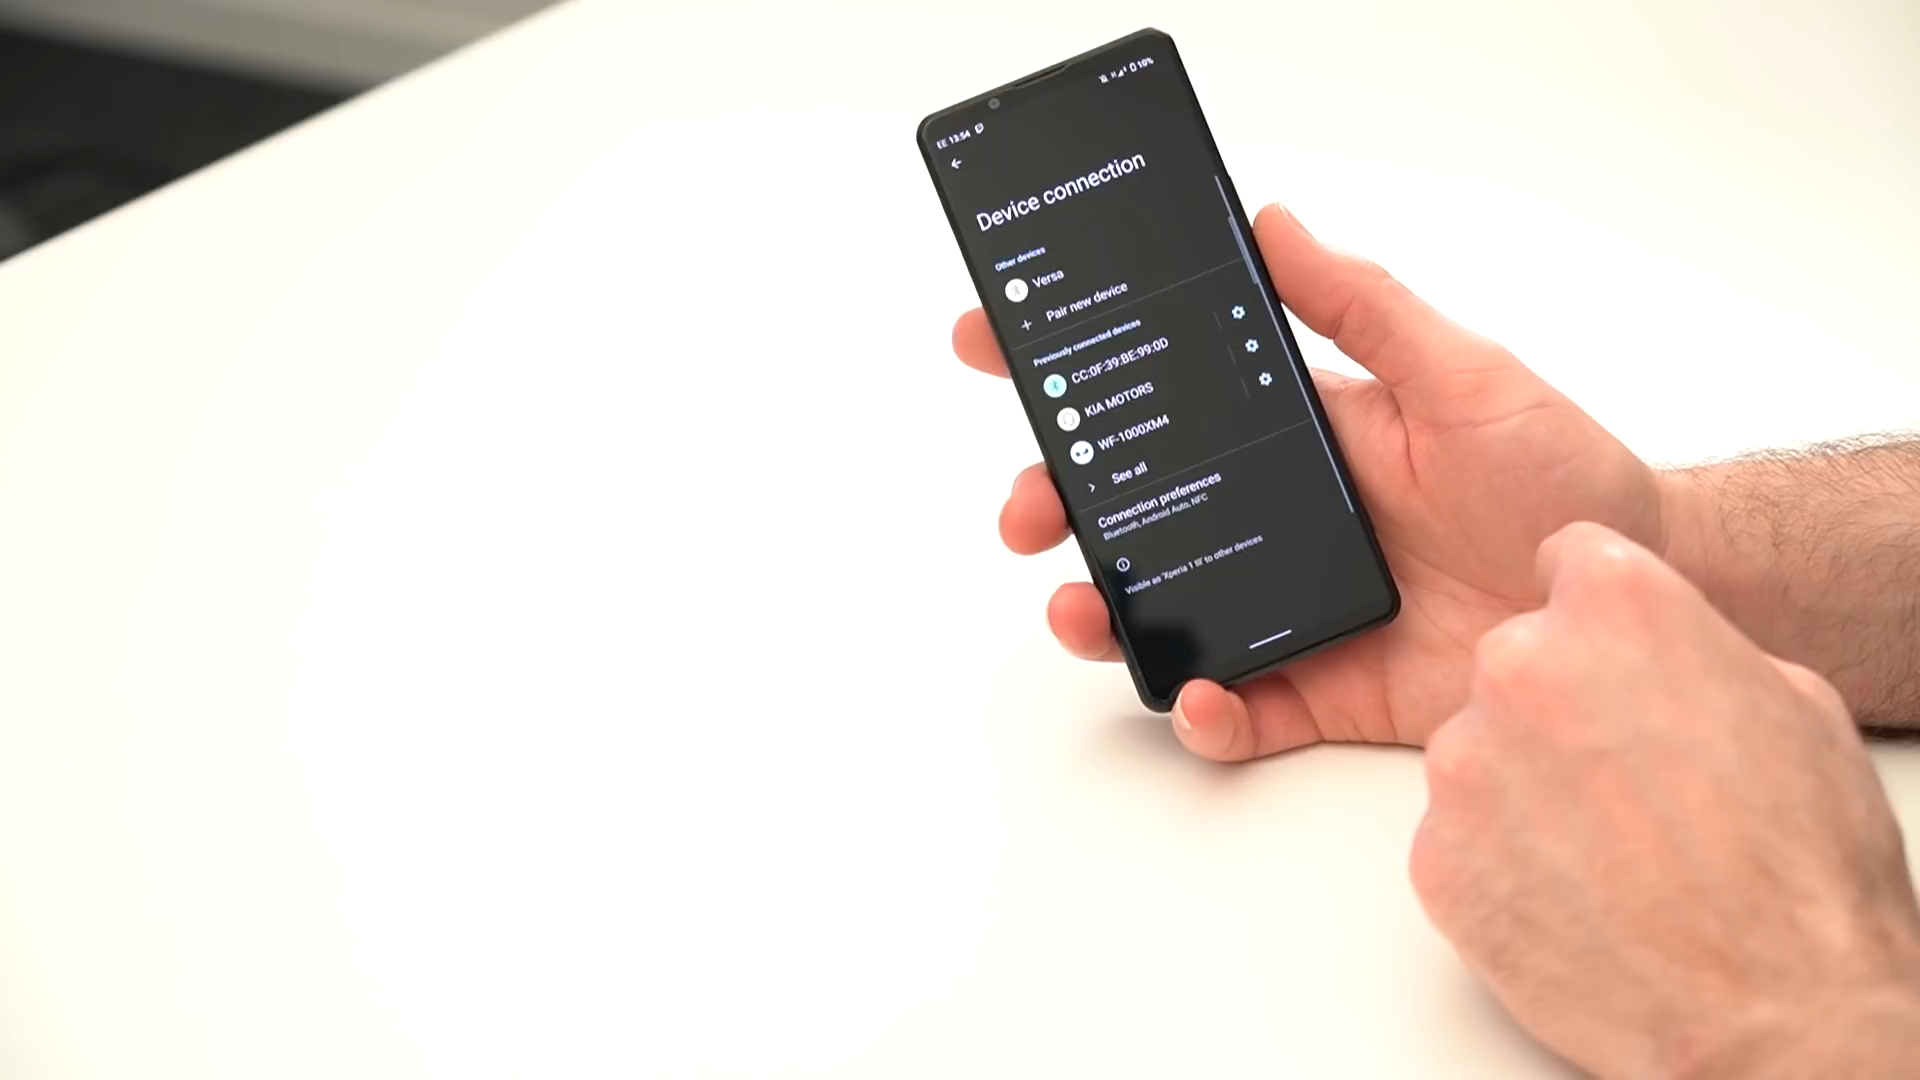 EE 13:54
10%
Device connection
Other devices
Versa
Pair new device
Previously connected devices
CC:0F:39:BE:99:0D
KIA MOTORS
WF-1000XM4
See all
Connection preferences
Bluetooth, Android Auto, NFC
Visible as 'Xperia 1 III' to other devices